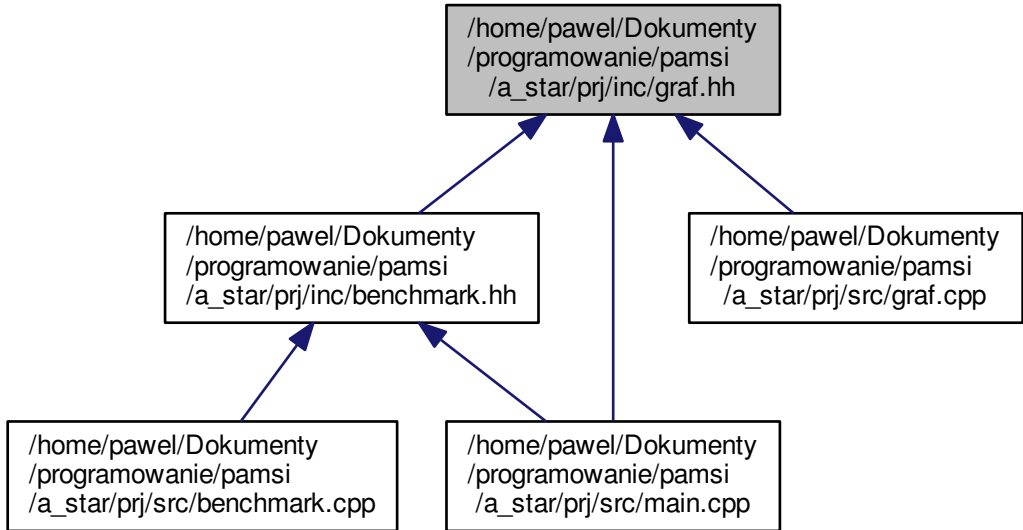 /home/pawel/Dokumenty
/programowanie/pamsi
/a_star/prj/inc/graf.hh
/home/pawel/Dokumenty
/programowanie/pamsi
/a_star/prj/inc/benchmark.hh
/home/pawel/Dokumenty
/programowanie/pamsi
/a_star/prj/src/graf.cpp
/home/pawel/Dokumenty
/programowanie/pamsi
/a_star/prj/src/benchmark.cpp
/home/pawel/Dokumenty
/programowanie/pamsi
/a_star/prj/src/main.cpp